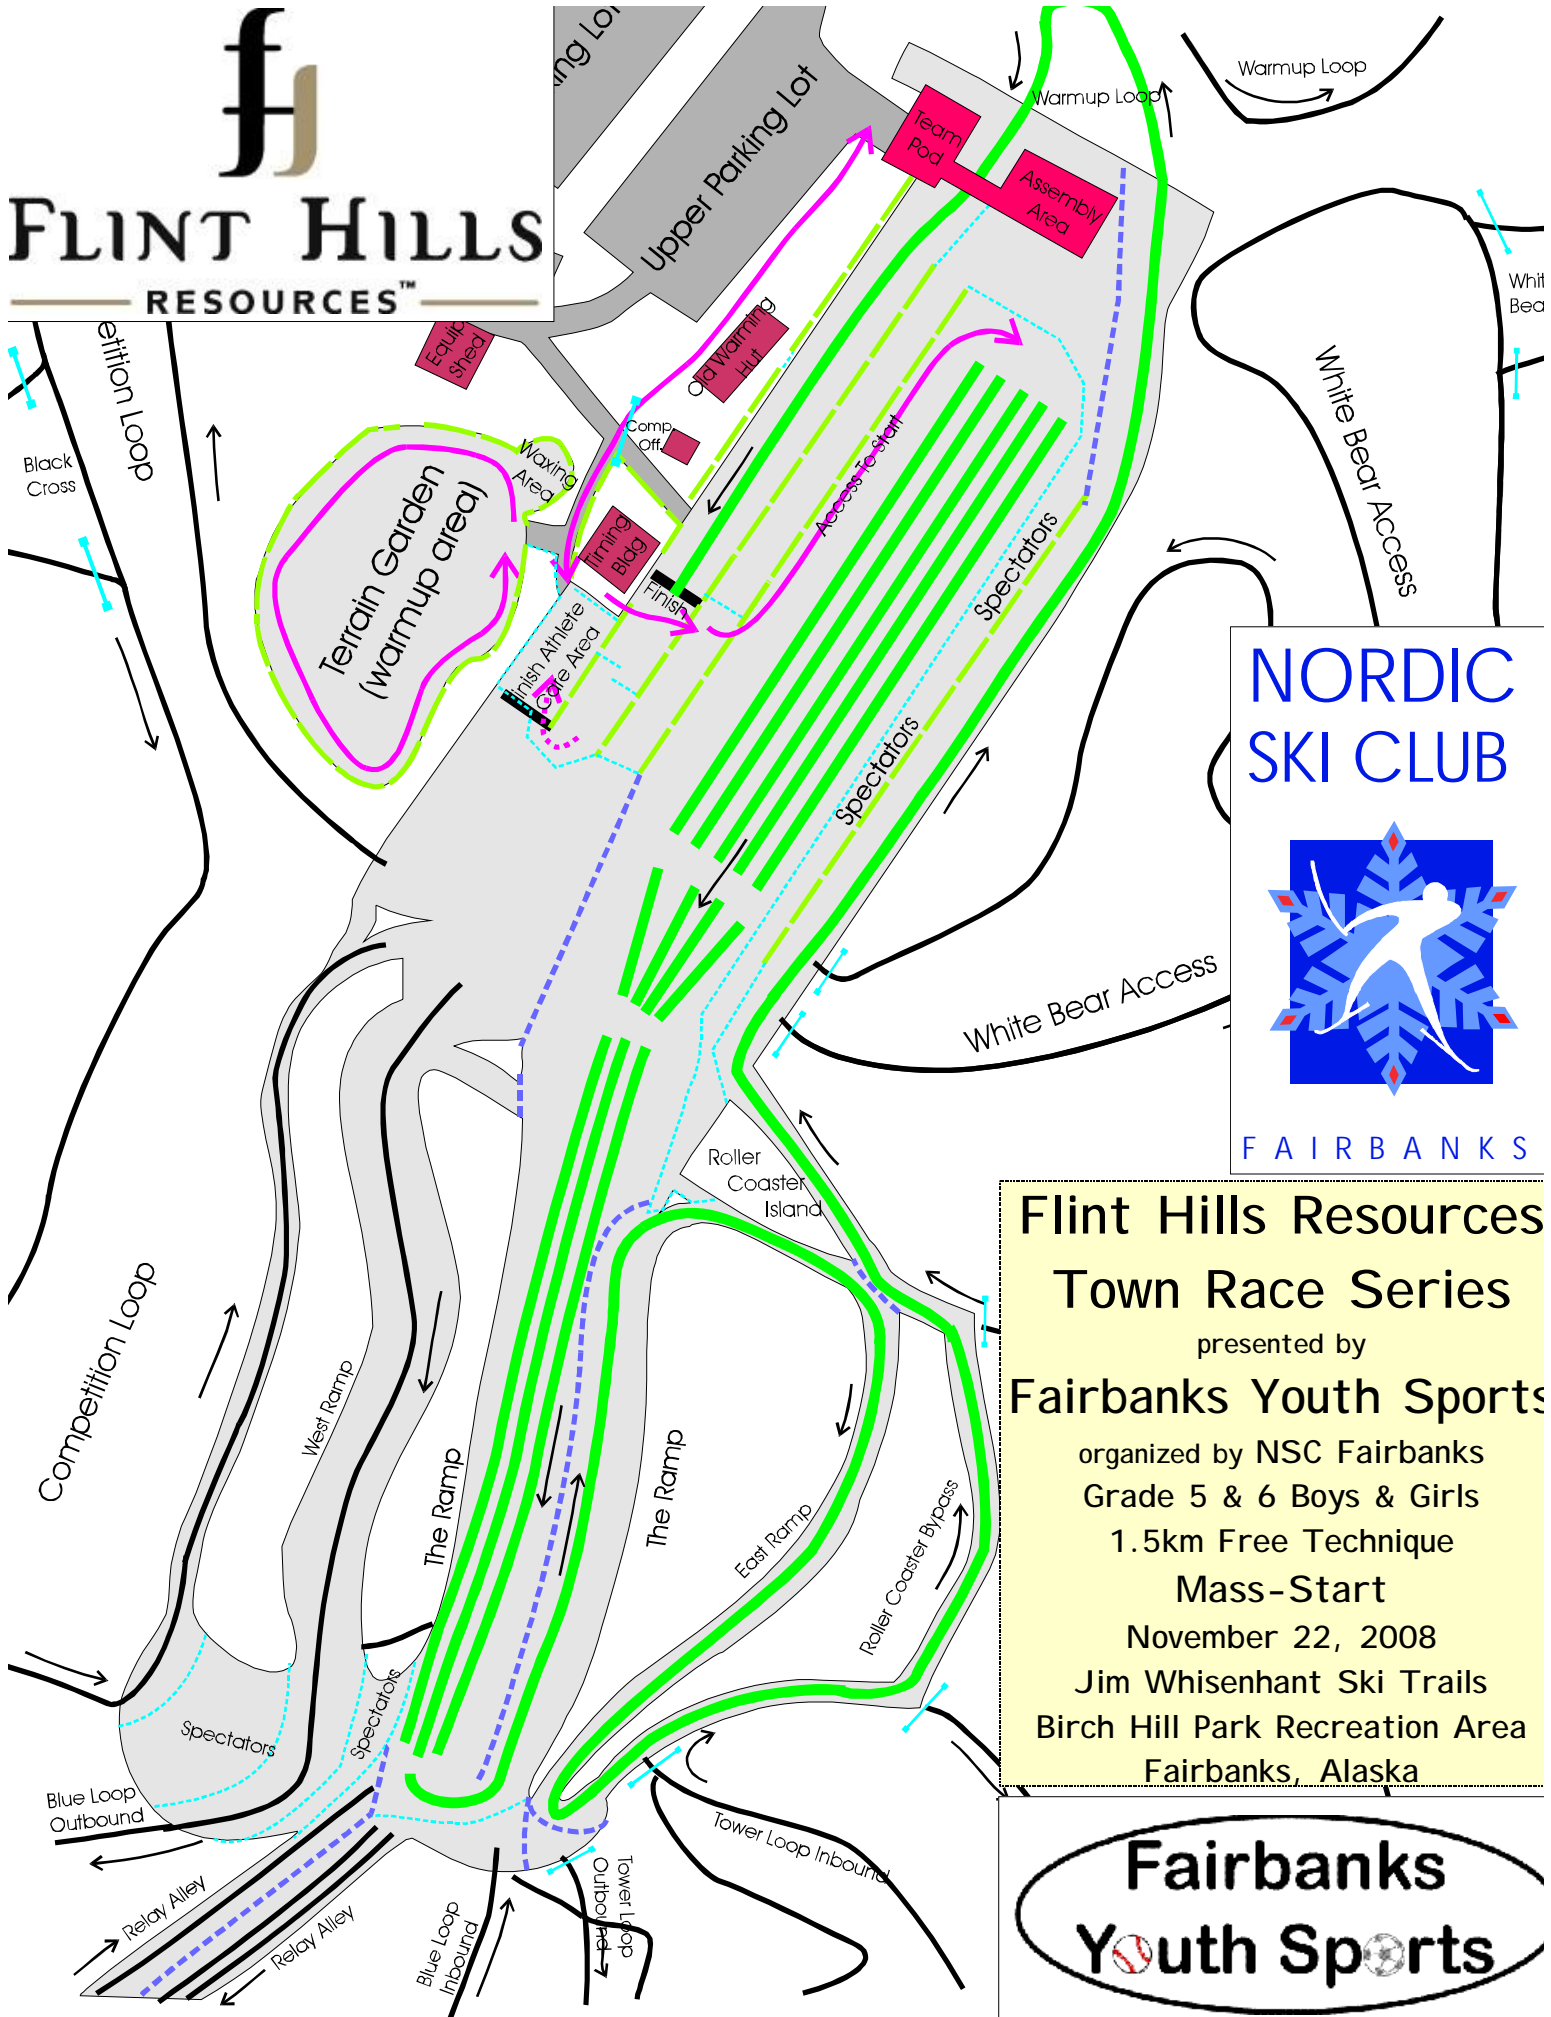 FLINT HILLS
RESOURCES™
ing Lo
Upper Parking Lot
Warmup Loop
Warmup Loop
Team
Pod
Assembly
Area
Equip
Shed
Old Warming
Hut
Comp.
Off.
etition Loop
Black
Cross
Waxing
Area
Terrain Garden
(warmup area)
Timing
Bldg
Finish
Finish Athlete
Care Area
Access To Start
Spectators
Spectators
Whit
Bea
White Bear Access
White Bear Access
NORDIC
SKI CLUB
FAIRBANKS
Roller
Coaster
Island
Competition Loop
West Ramp
The Ramp
The Ramp
East Ramp
Roller Coaster Bypass
Spectators
Spectators
Blue Loop
Outbound
Relay Alley
Relay Alley
Blue Loop
Inbound
Tower Loop
Outbound
Tower Loop Inbound
Flint Hills Resources
Town Race Series
presented by
Fairbanks Youth Sports
organized by NSC Fairbanks
Grade 5 & 6 Boys & Girls
1.5km Free Technique
Mass-Start
November 22, 2008
Jim Whisenhant Ski Trails
Birch Hill Park Recreation Area
Fairbanks, Alaska
Fairbanks
Youth Sports